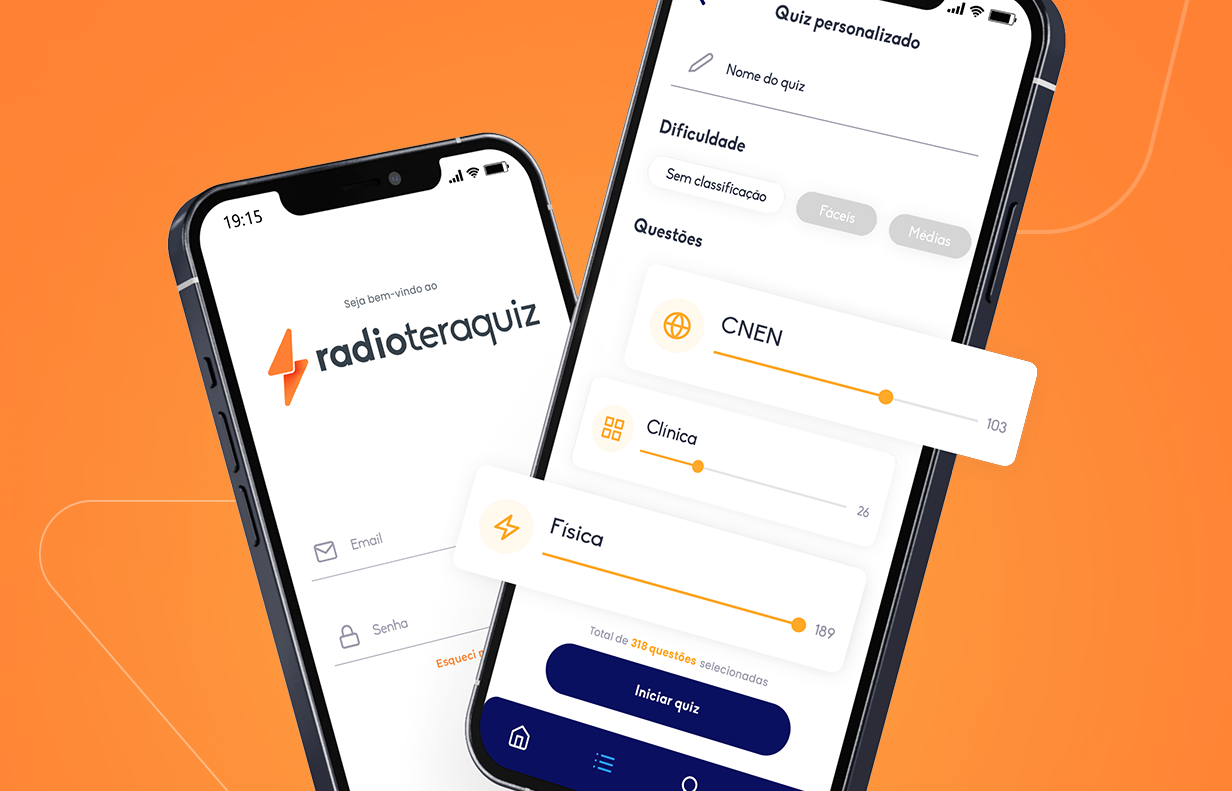 19:15
Seja bem-vindo ao
radioteraquiz
Email
Senha
Esqueci
Quiz personalizado
Nome do quiz
Dificuldade
Sem classificação
Fáceis
Médias
Questões
CNEN
103
Clínica
26
Física
189
Total de 318 questões selecionadas
Iniciar quiz